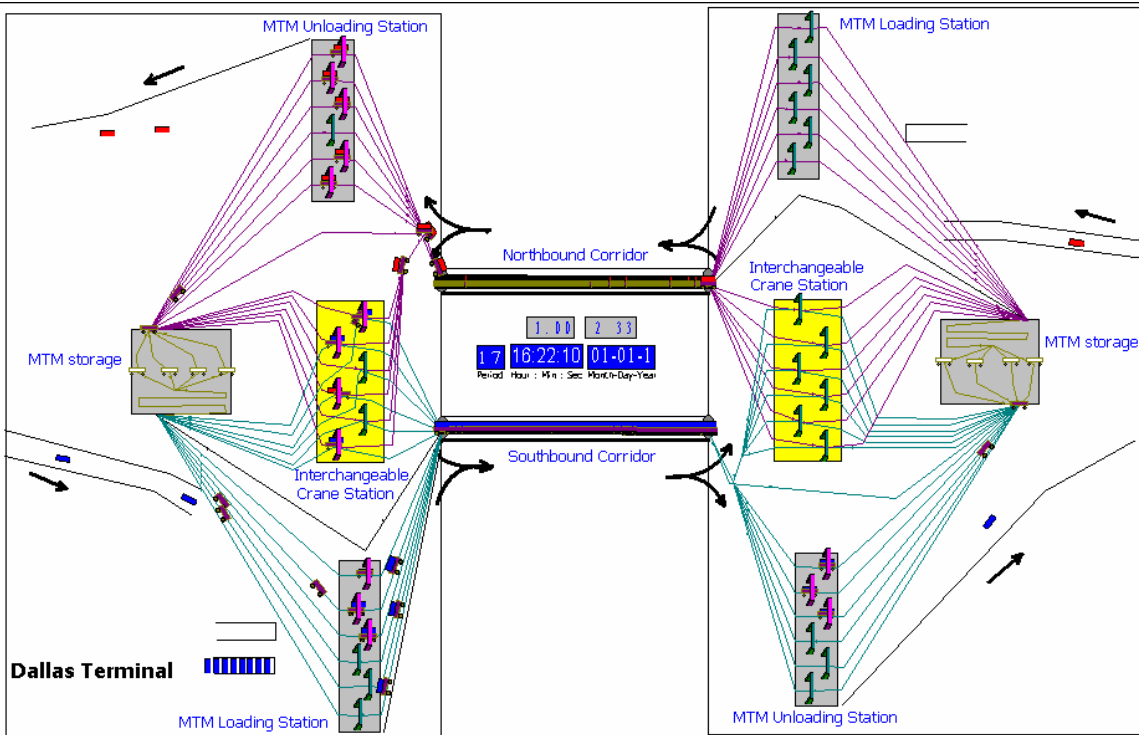 MTM Unloading Station
MTM Loading Station
Northbound Corridor
Interchangeable
Crane Station
1.00 2 33
MTM storage
MTM storage
17 16:22:10 01-01-1
Period Hour : Min : Sec Month-Day-Year
Southbound Corridor
Interchangeable
Crane Station
Dallas Terminal
MTM Loading Station
MTM Unloading Station